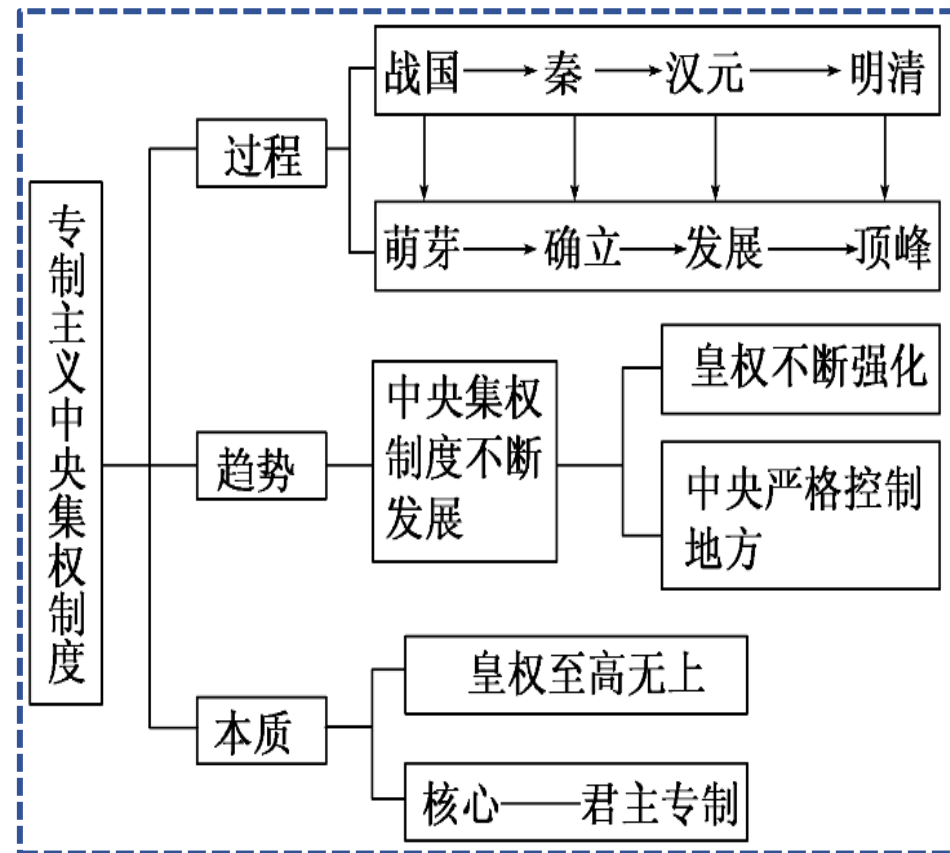 专制主义中央集权制度
过程
战国→秦→汉元→明清
萌芽→确立→发展→顶峰
趋势
中央集权
制度不断
发展
皇权不断强化
中央严格控制
地方
本质
皇权至高无上
核心——君主专制